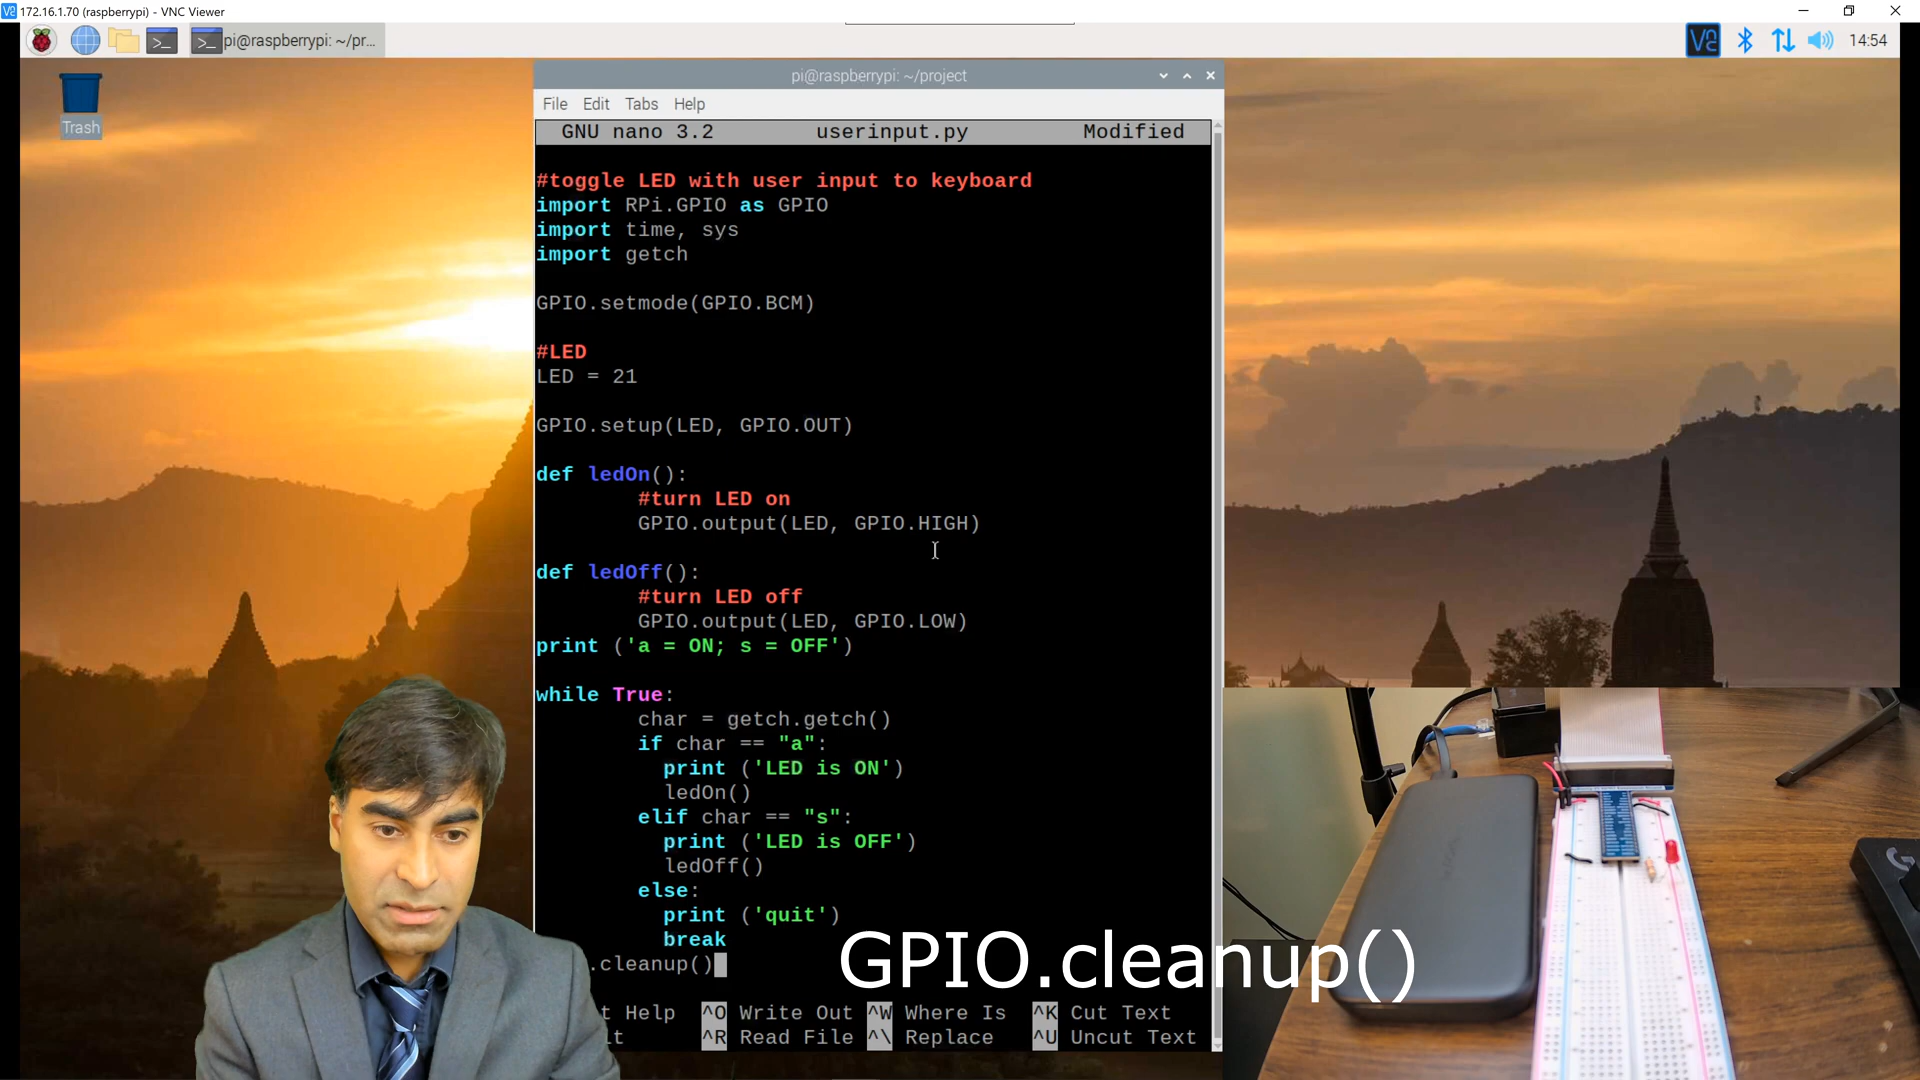 172.16.1.70 (raspberrypi) - VNC Viewer
pi@raspberrypi: ~/pr...
14:54
Trash
pi@raspberrypi: ~/project
File Edit Tabs Help
GNU nano 3.2 userinput.py Modified
#toggle LED with user input to keyboard
import RPi.GPIO as GPIO
import time, sys
import getch
GPIO.setmode(GPIO.BCM)
#LED
LED = 21
GPIO.setup(LED, GPIO.OUT)
def ledOn():
#turn LED on
GPIO.output(LED, GPIO.HIGH)
def ledOff():
#turn LED off
GPIO.output(LED, GPIO.LOW)
print ('a = ON; s = OFF')
while True:
char = getch.getch()
if char == "a":
print ('LED is ON')
ledOn()
elif char == "s":
print ('LED is OFF')
ledOff()
else:
print ('quit')
break
.cleanup()
GPIO.cleanup()
t Help ^O Write Out ^W Where Is ^K Cut Text
it ^R Read File ^\ Replace ^U Uncut Text